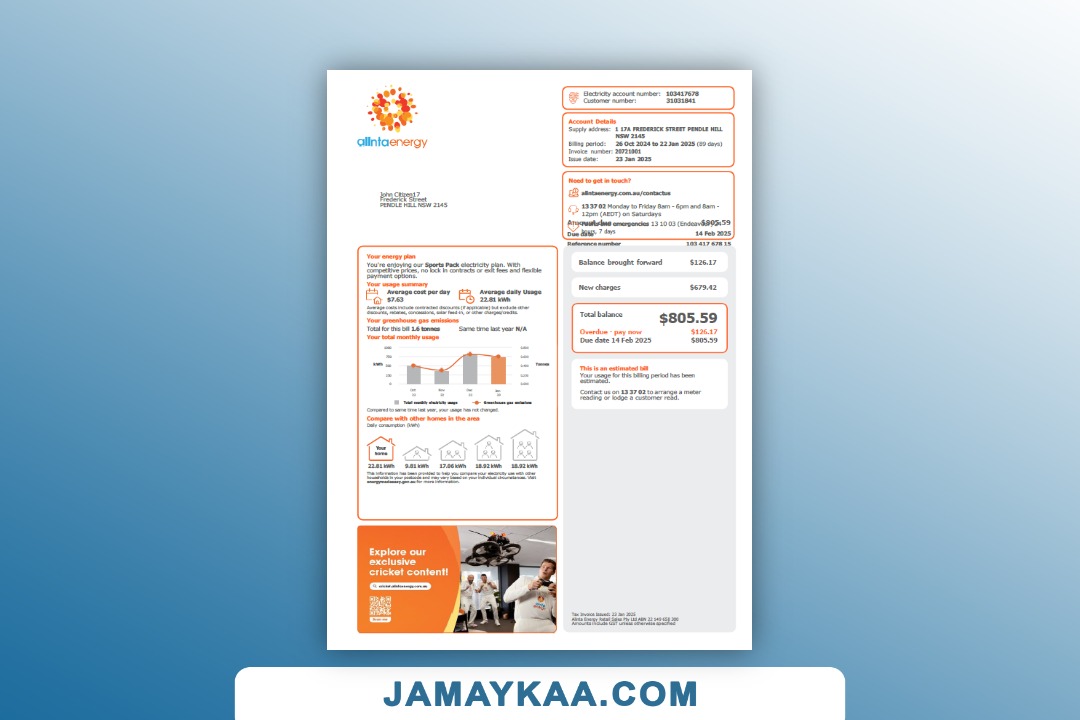 alintaenergy
Electricity account number: 103417678
Customer number: 31031841
Account Details
Supply address: 1 17A FREDERICK STREET PENDLE HILL
NSW 2145
Billing period: 26 Oct 2024 to 22 Jan 2025 (89 days)
Invoice number: 20721001
Issue date: 23 Jan 2025
Need to get in touch?
alintaenergy.com.au/contactus
13 37 02 Monday to Friday 8am - 6pm and 8am -
12pm (AEDT) on Saturdays
Amount due $805.59
Faults and emergencies 13 10 03 (Endeavour) 24
hours, 7 days
Due date 14 Feb 2025
Reference number 103 417 678 15
John Citizen17
Frederick Street
PENDLE HILL NSW 2145
Your energy plan
You're enjoying our Sports Pack electricity plan. With
competitive prices, no lock in contracts or exit fees and flexible
payment options.
Your usage summary
Average cost per day
$7.63
Average daily Usage
22.81 kWh
Average costs include contracted discounts (if applicable) but exclude other
discounts, rebates, concessions, solar feed in, or other charges/credits.
Your greenhouse gas emissions
Total for this bill 1.6 tonnes Same time last year N/A
Your total monthly usage
kWh
Tonnes
Total monthly electricity usage Greenhouse gas emissions
Compared to same time last year, your usage has not changed.
Compare with other homes in the area
Daily consumption (kWh)
Your
home
22.81 kWh 9.81 kWh 17.06 kWh 18.92 kWh 18.92 kWh
This information has been provided to help you compare your electricity use with other
households in your postcode and may vary based on your individual circumstances. Visit
energymadeeasy.gov.au for more information.
Balance brought forward $126.17
New charges $679.42
Total balance $805.59
Overdue - pay now $126.17
Due date 14 Feb 2025 $805.59
This is an estimated bill
Your usage for this billing period has been
estimated.
Contact us on 13 37 02 to arrange a meter
reading or lodge a customer read.
Explore our
exclusive
cricket content!
cricket.alintaenergy.com.au
Tax Invoice Issued: 23 Jan 2025
Alinta Energy Retail Sales Pty Ltd ABN 22 149 658 300
Amounts include GST unless otherwise specified
JAMAYKAA.COM